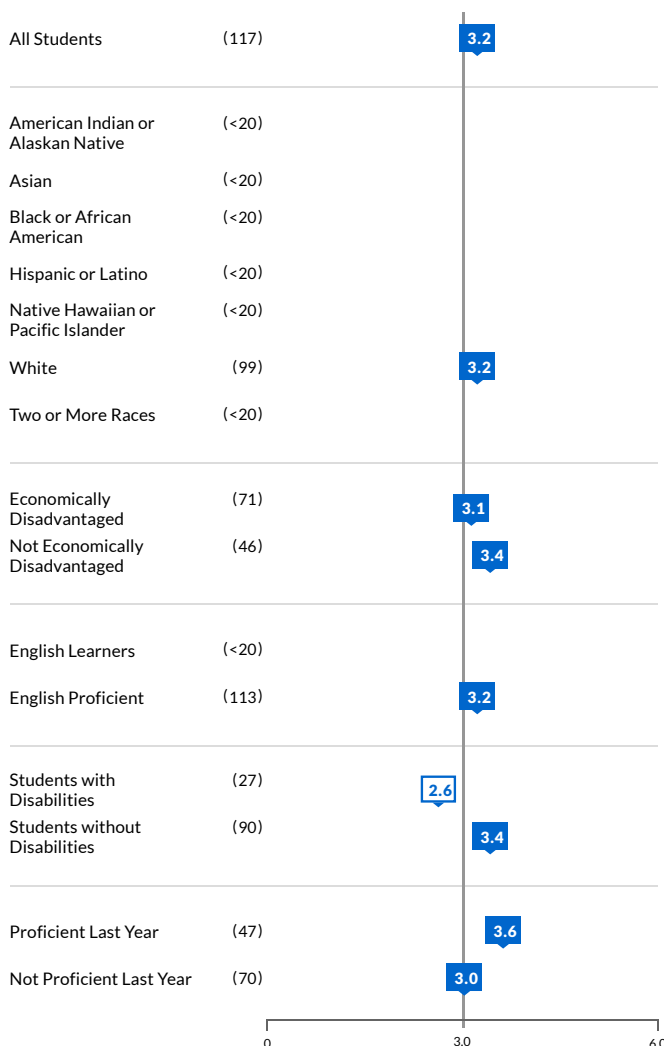 All Students (117) 3.2
American Indian or (<20)
Alaskan Native
Asian (<20)
Black or African (<20)
American
Hispanic or Latino (<20)
Native Hawaiian or (<20)
Pacific Islander
White (99) 3.2
Two or More Races (<20)
Economically (71) 3.1
Disadvantaged
Not Economically (46) 3.4
Disadvantaged
English Learners (<20)
English Proficient (113) 3.2
Students with (27) 2.6
Disabilities
Students without (90) 3.4
Disabilities
Proficient Last Year (47) 3.6
Not Proficient Last Year (70) 3.0
0 3.0 6.0